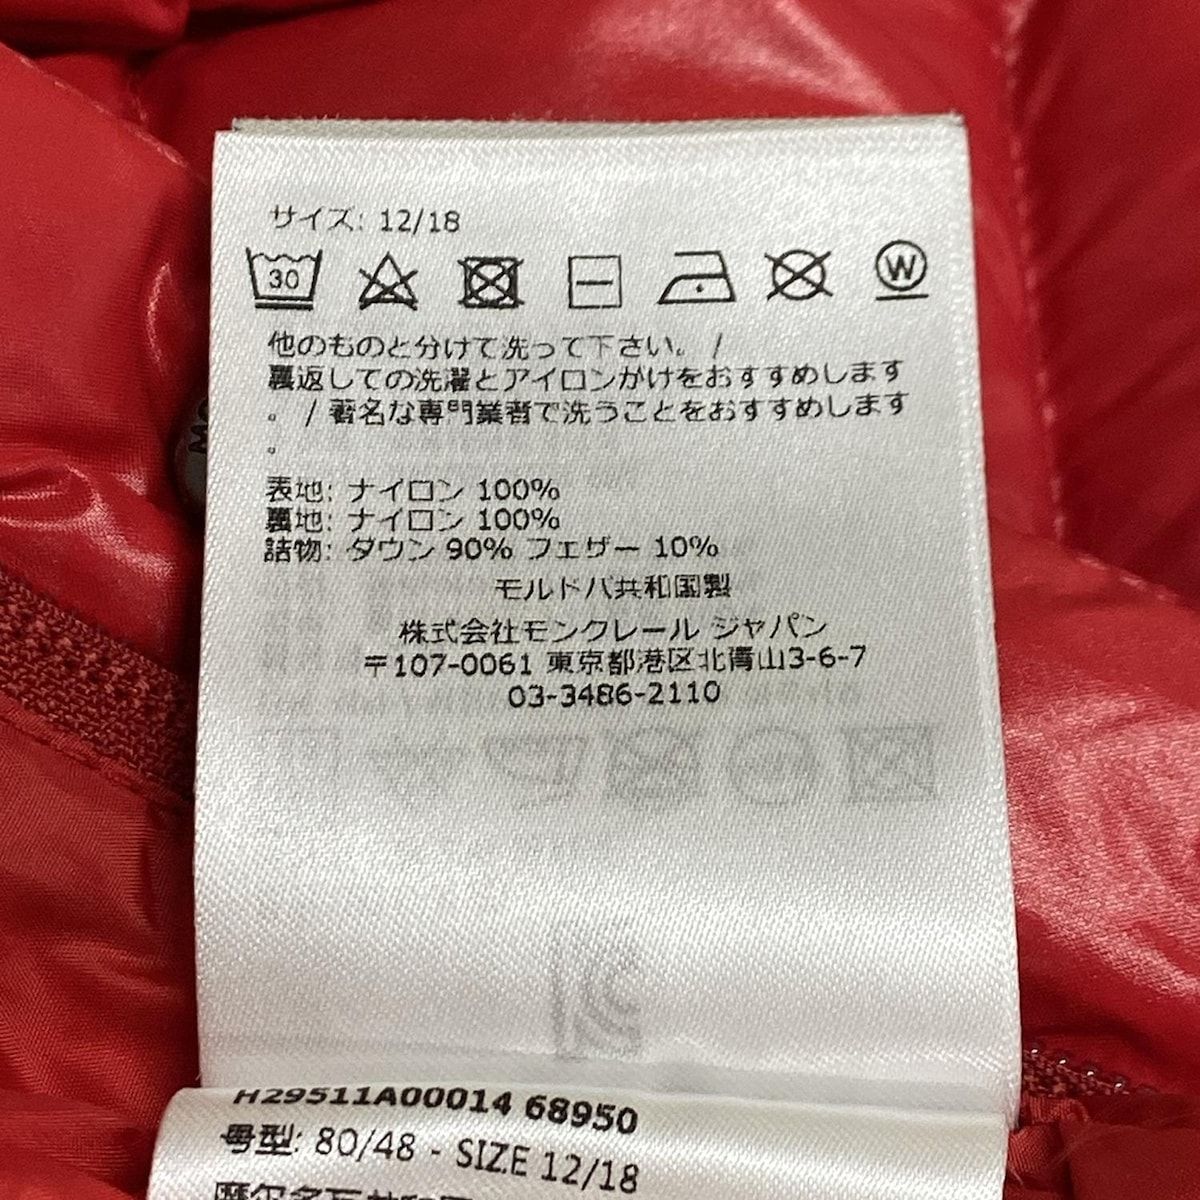 サイズ: 12/18
30
W
他のものと分けて洗って下さい。 /
裏返しての洗濯とアイロンがけをおすすめします
。 / 著名な専門業者で洗うことをおすすめします
。
表地: ナイロン 100%
裏地: ナイロン 100%
詰物: ダウン 90% フェザー 10%
モルドバ共和国製
株式会社モンクレール ジャパン
〒107-0061 東京都港区北青山3-6-7
03-3486-2110
H29511A00014 68950
号型: 80/48 - SIZE 12/18